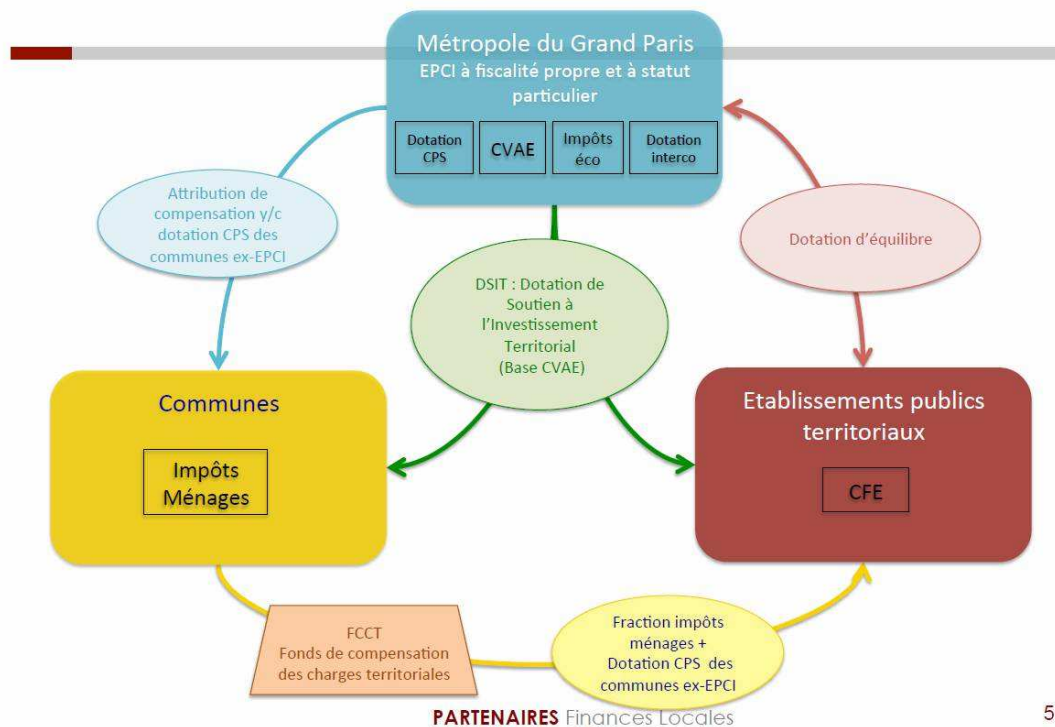 Métropole du Grand Paris
EPCI à fiscalité propre et à statut
particulier
Dotation
CPS
CVAE
Impôts
éco
Dotation
interco
Attribution de
compensation y/c
dotation CPS des
communes ex-EPCI
Dotation d'équilibre
DSIT : Dotation de
Soutien à
l'Investissement
Territorial
(Base CVAE)
Communes
Impôts
Ménages
Etablissements publics
territoriaux
CFE
FCCT
Fonds de compensation
des charges territoriales
Fraction impôts
ménages +
Dotation CPS des
communes ex-EPCI
PARTENAIRES Finances Locales
5